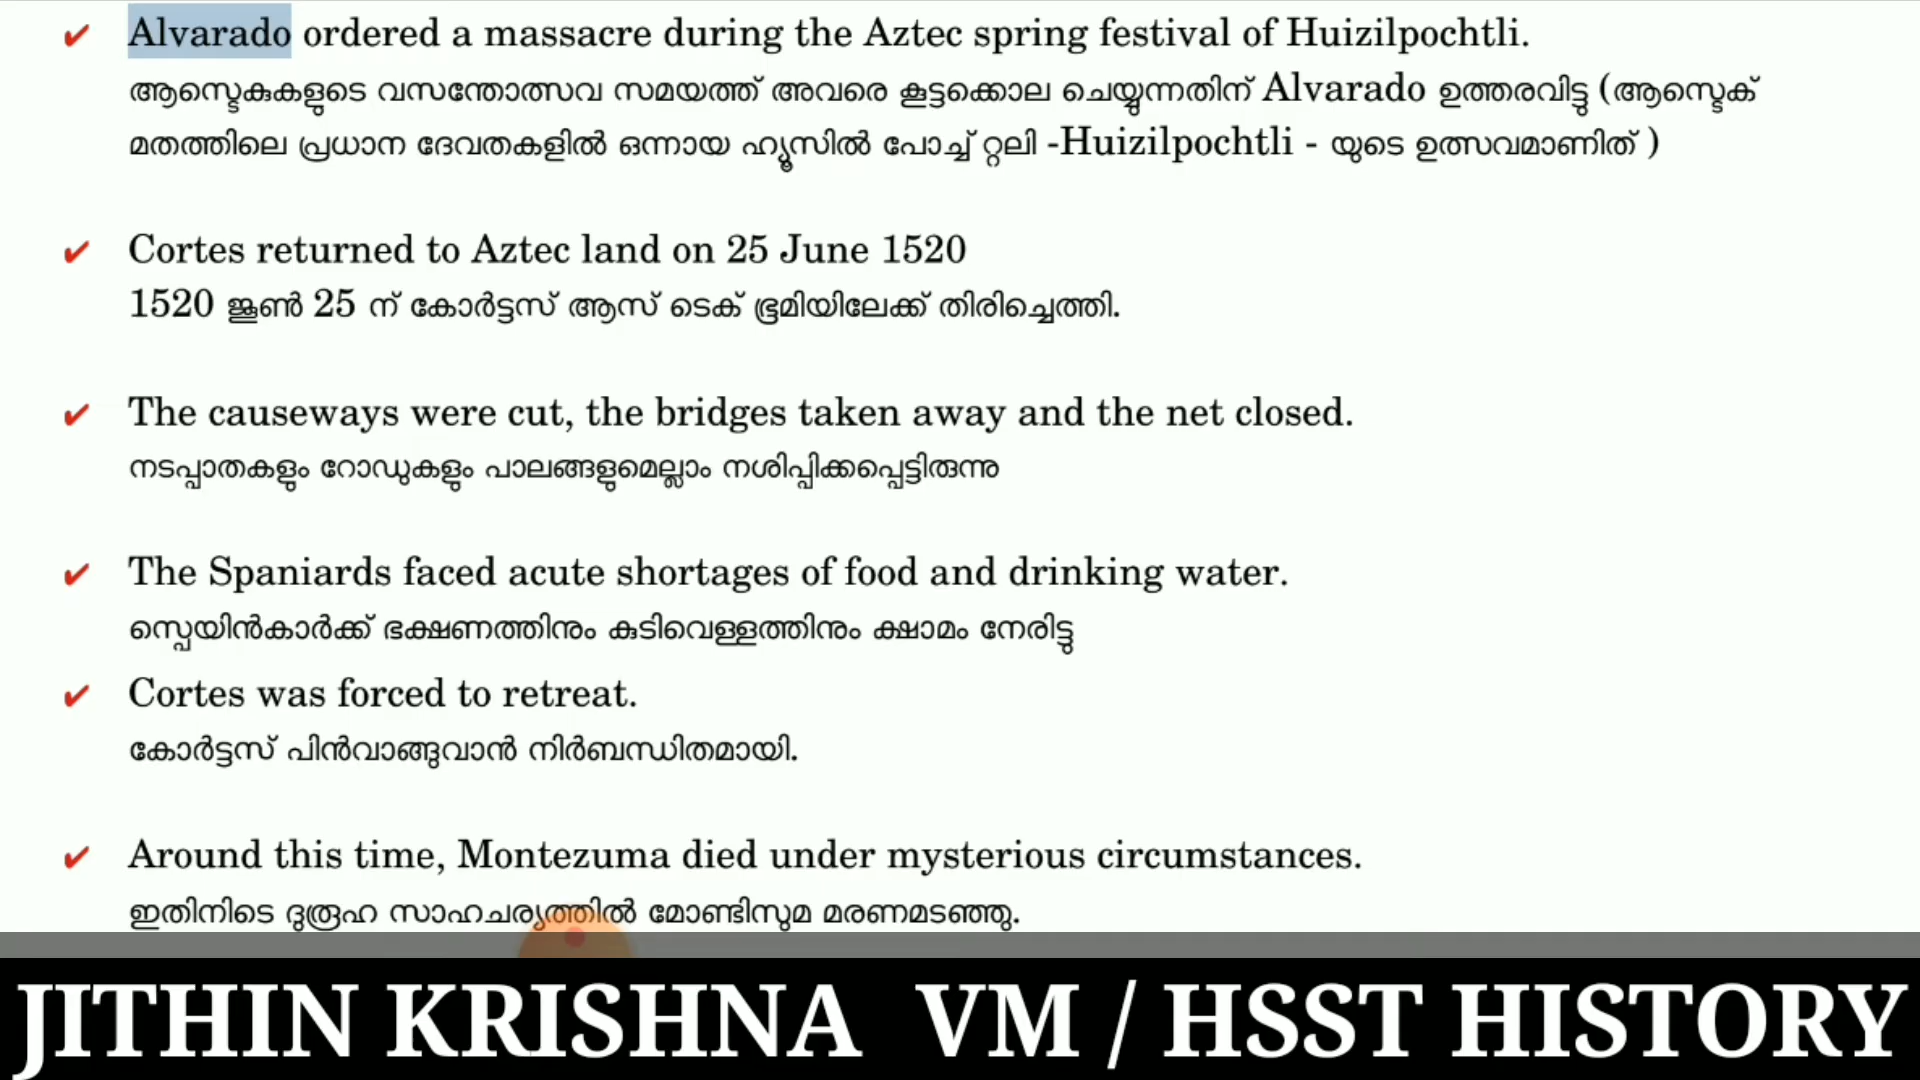 ✔ Alvarado ordered a massacre during the Aztec spring festival of Huizilpochtli.
ആസ്ടെകുകളുടെ വസന്തോത്സവ സമയത്ത് അവരെ കൂട്ടക്കൊല ചെയ്യുന്നതിന് Alvarado ഉത്തരവിട്ടു (ആസ്ടെക്
മതത്തിലെ പ്രധാന ദേവതകളിൽ ഒന്നായ ഹ്യൂസിൽ പോച്ച് റ്റലി -Huizilpochtli - യുടെ ഉത്സവമാണിത് )
✔ Cortes returned to Aztec land on 25 June 1520
1520 ജൂൺ 25 ന് കോർട്ടസ് ആസ് ടെക് ഭൂമിയിലേക്ക് തിരിച്ചെത്തി.
✔ The causeways were cut, the bridges taken away and the net closed.
നടപ്പാതകളും റോഡുകളും പാലങ്ങളുമെല്ലാം നശിപ്പിക്കപ്പെട്ടിരുന്നു
✔ The Spaniards faced acute shortages of food and drinking water.
സ്പെയിൻകാർക്ക് ഭക്ഷണത്തിനും കുടിവെള്ളത്തിനും ക്ഷാമം നേരിട്ടു
✔ Cortes was forced to retreat.
കോർട്ടസ് പിൻവാങ്ങുവാൻ നിർബന്ധിതമായി.
✔ Around this time, Montezuma died under mysterious circumstances.
ഇതിനിടെ ദുരൂഹ സാഹചര്യത്തിൽ മോണ്ടിസുമ മരണമടഞ്ഞു.
JITHIN KRISHNA VM / HSST HISTORY